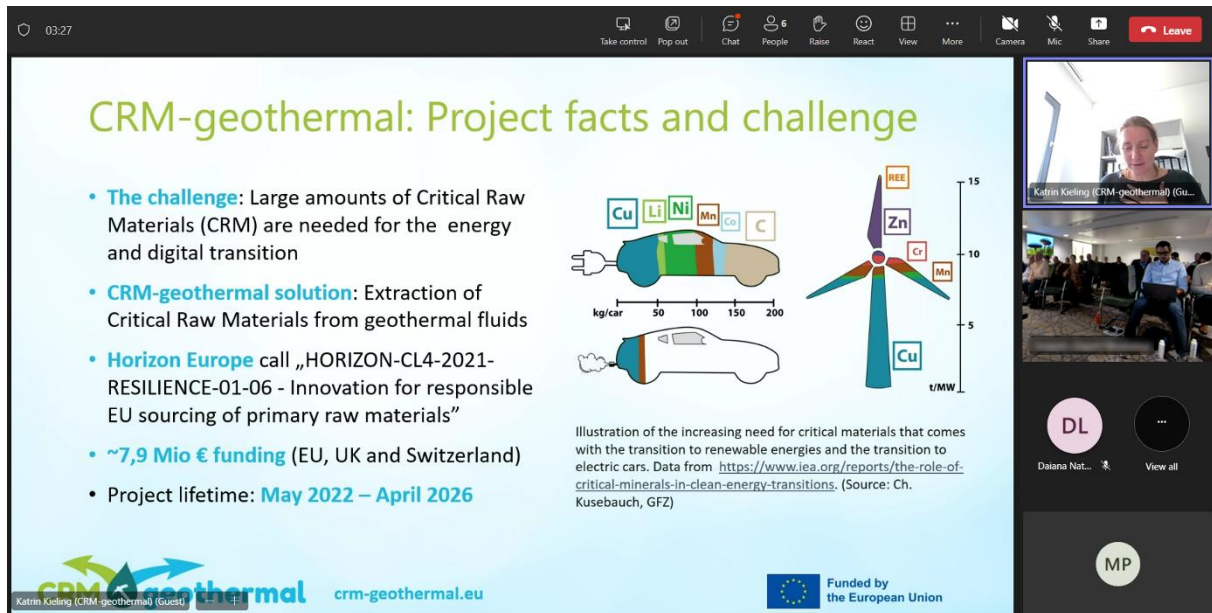 03:27
Take control
Pop out
Chat
6
People
Raise
React
View
More
Camera
Mic
Share
Leave
CRM-geothermal: Project facts and challenge
• The challenge: Large amounts of Critical Raw
Materials (CRM) are needed for the energy
and digital transition
• CRM-geothermal solution: Extraction of
Critical Raw Materials from geothermal fluids
• Horizon Europe call „HORIZON-CL4-2021-
RESILIENCE-01-06 - Innovation for responsible
EU sourcing of primary raw materials”
• ~7,9 Mio € funding (EU, UK and Switzerland)
• Project lifetime: May 2022 – April 2026
Cu Li Ni Mn Co C
kg/car 50 100 150 200
REE
Zn
Cr
Mn
Cu
15
10
5
t/MW
Illustration of the increasing need for critical materials that comes
with the transition to renewable energies and the transition to
electric cars. Data from https://www.iea.org/reports/the-role-of-
critical-minerals-in-clean-energy-transitions. (Source: Ch.
Kusebauch, GFZ)
CRM geothermal
crm-geothermal.eu
Funded by
the European Union
Katrin Kieling (CRM-geothermal) (Guest)
Katrin Kieling (CRM-geothermal) (Gu...
DL
Daiana Nat...
View all
MP